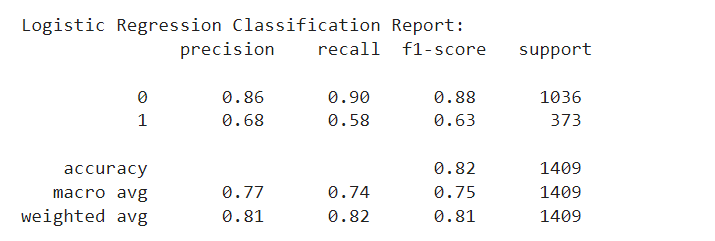 Logistic Regression Classification Report:
precision recall f1-score support
0 0.86 0.90 0.88 1036
1 0.68 0.58 0.63 373
accuracy 0.82 1409
macro avg 0.77 0.74 0.75 1409
weighted avg 0.81 0.82 0.81 1409